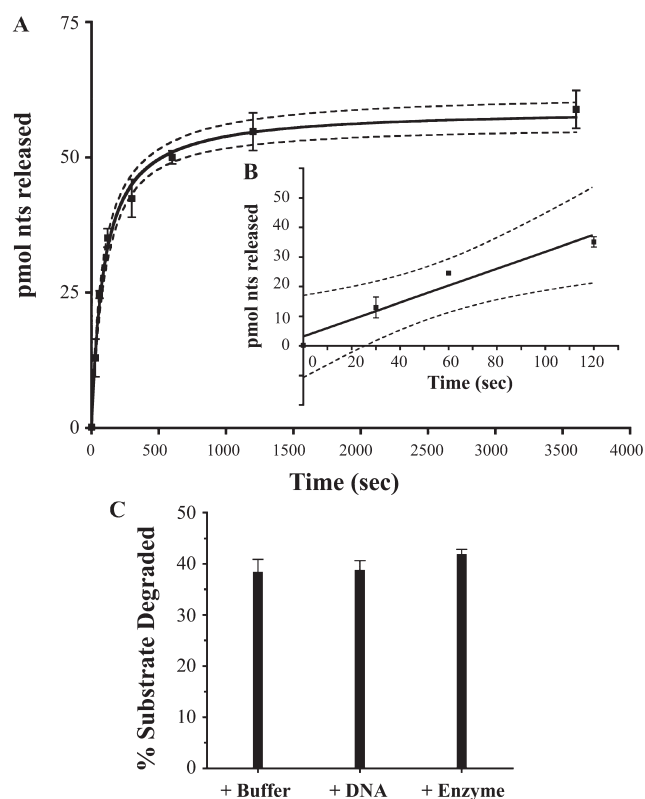 A
75
50
25
0
pmol nts released
0 500 1000 1500 2000 2500 3000 3500 4000
Time (sec)
B
50
40
30
20
10
0
pmol nts released
0 20 40 60 80 100 120
Time (sec)
C
50
40
30
20
10
0
% Substrate Degraded
+ Buffer + DNA + Enzyme